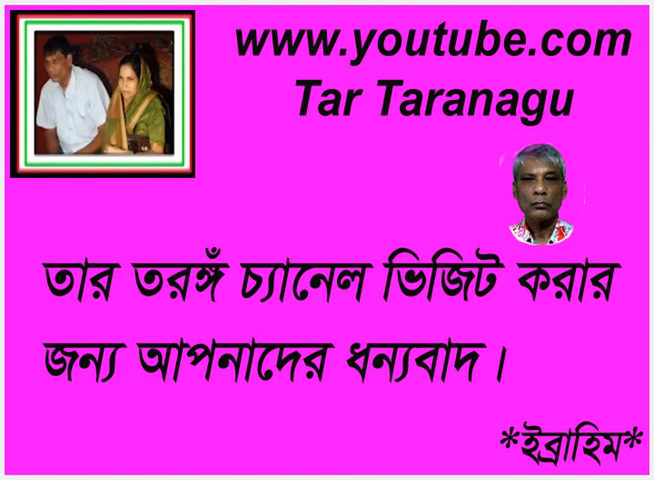 www.youtube.com
Tar Taranagu
তার তরঙ্গঁ চ্যানেল ভিজিট করার
জন্য আপনাদের ধন্যবাদ।
*ইব্রাহিম*